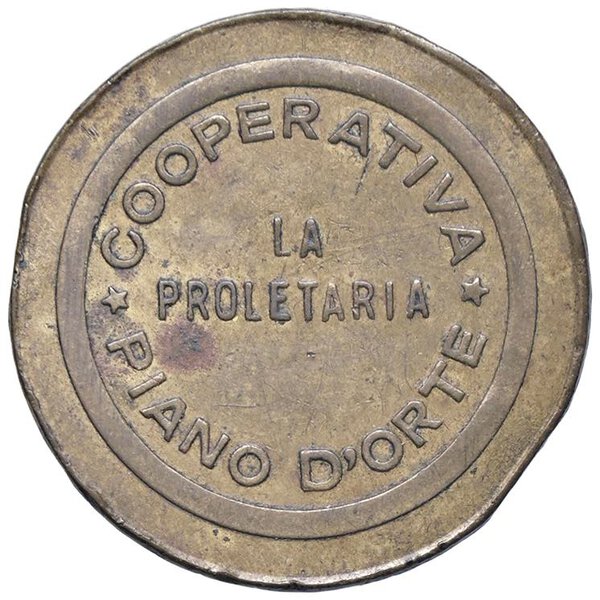 COOPERATIVA
LA
PROLETARIA
PIANO D'ORTE